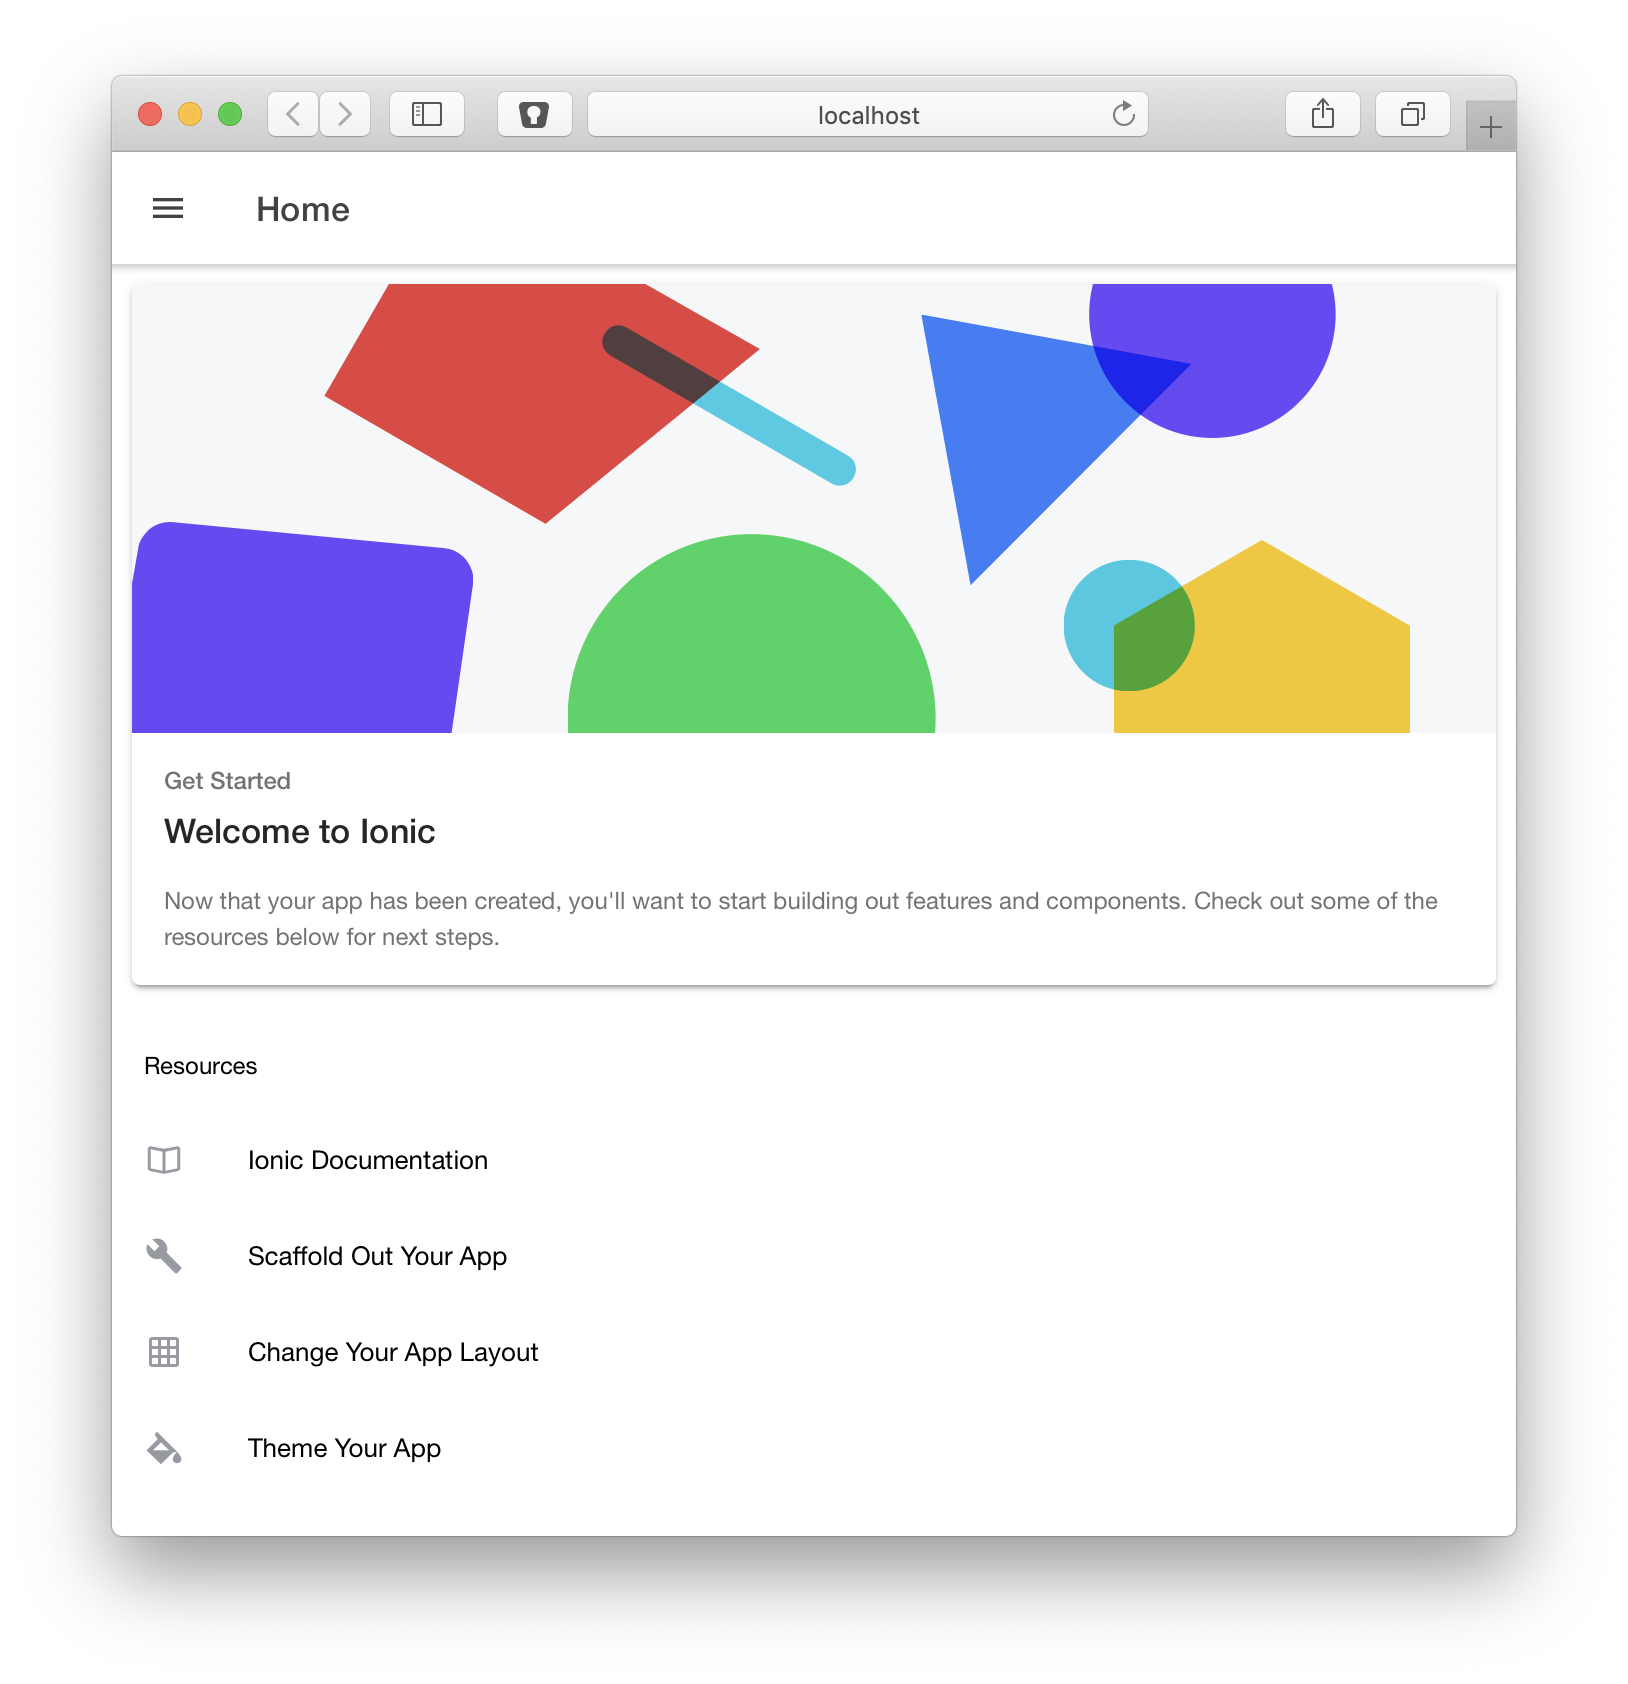 localhost
Home
Get Started
Welcome to Ionic
Now that your app has been created, you'll want to start building out features and components. Check out some of the
resources below for next steps.
Resources
Ionic Documentation
Scaffold Out Your App
Change Your App Layout
Theme Your App